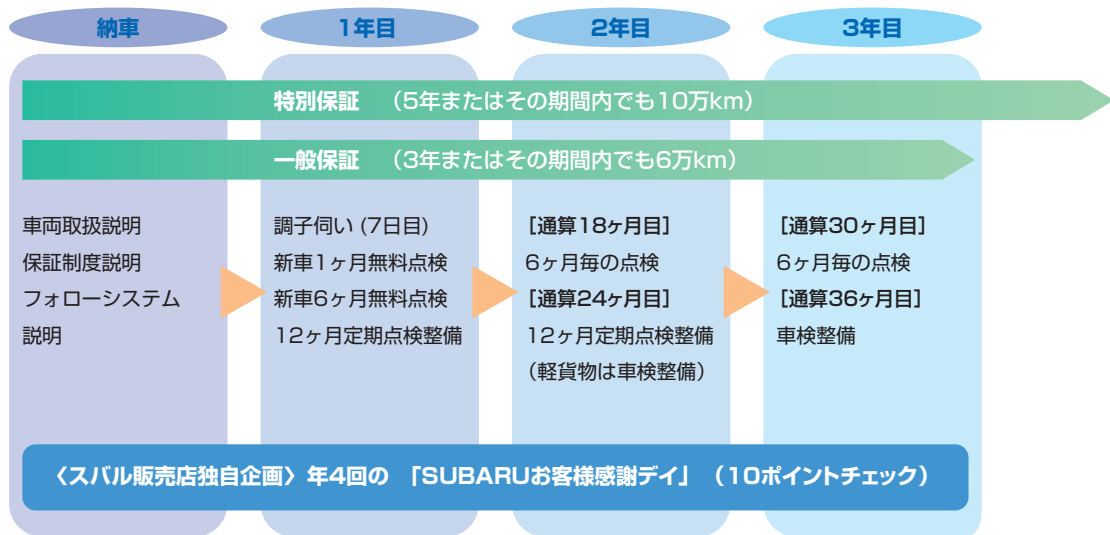 納車
1年目
2年目
3年目
特別保証 （5年またはその期間内でも10万km）
一般保証 （3年またはその期間内でも6万km）
車両取扱説明
保証制度説明
フォローシステム
説明
調子伺い (7日目)
新車1ヶ月無料点検
新車6ヶ月無料点検
12ヶ月定期点検整備
［通算18ヶ月目］
6ヶ月毎の点検
［通算24ヶ月目］
12ヶ月定期点検整備
（軽貨物は車検整備）
［通算30ヶ月目］
6ヶ月毎の点検
［通算36ヶ月目］
車検整備
〈スバル販売店独自企画〉年4回の 「SUBARUお客様感謝デイ」（10ポイントチェック）